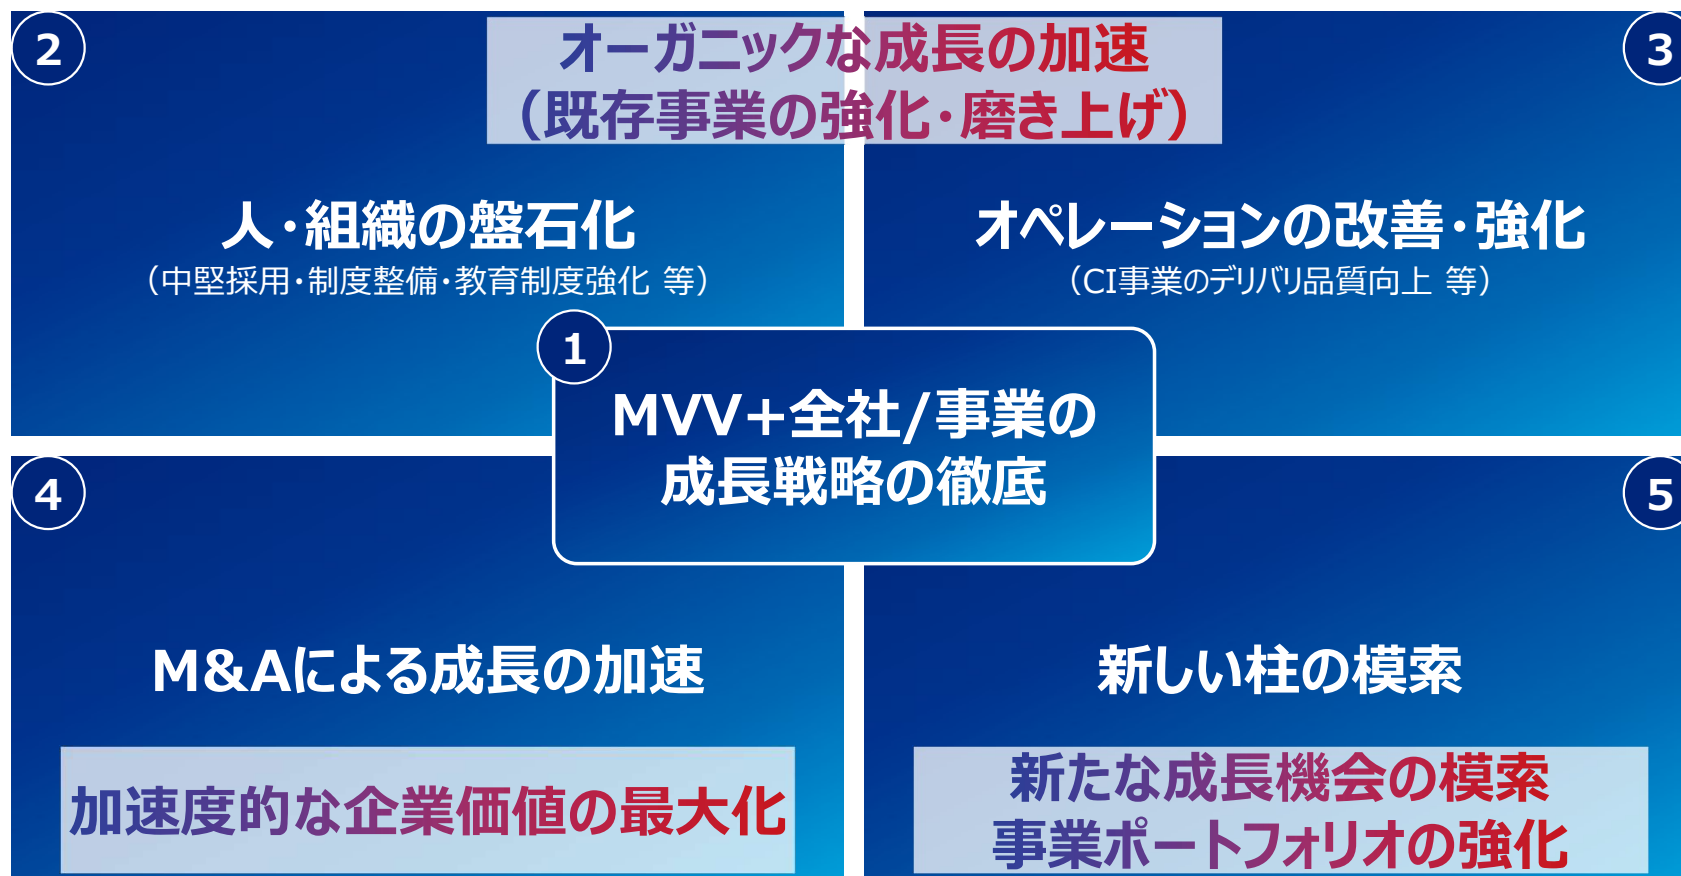 2
オーガニックな成長の加速
（既存事業の強化・磨き上げ）
3
人・組織の盤石化
（中堅採用・制度整備・教育制度強化 等）
オペレーションの改善・強化
（CI事業のデリバリ品質向上 等）
1
MVV+全社/事業の
成長戦略の徹底
4
M&Aによる成長の加速
加速度的な企業価値の最大化
5
新しい柱の模索
新たな成長機会の模索
事業ポートフォリオの強化